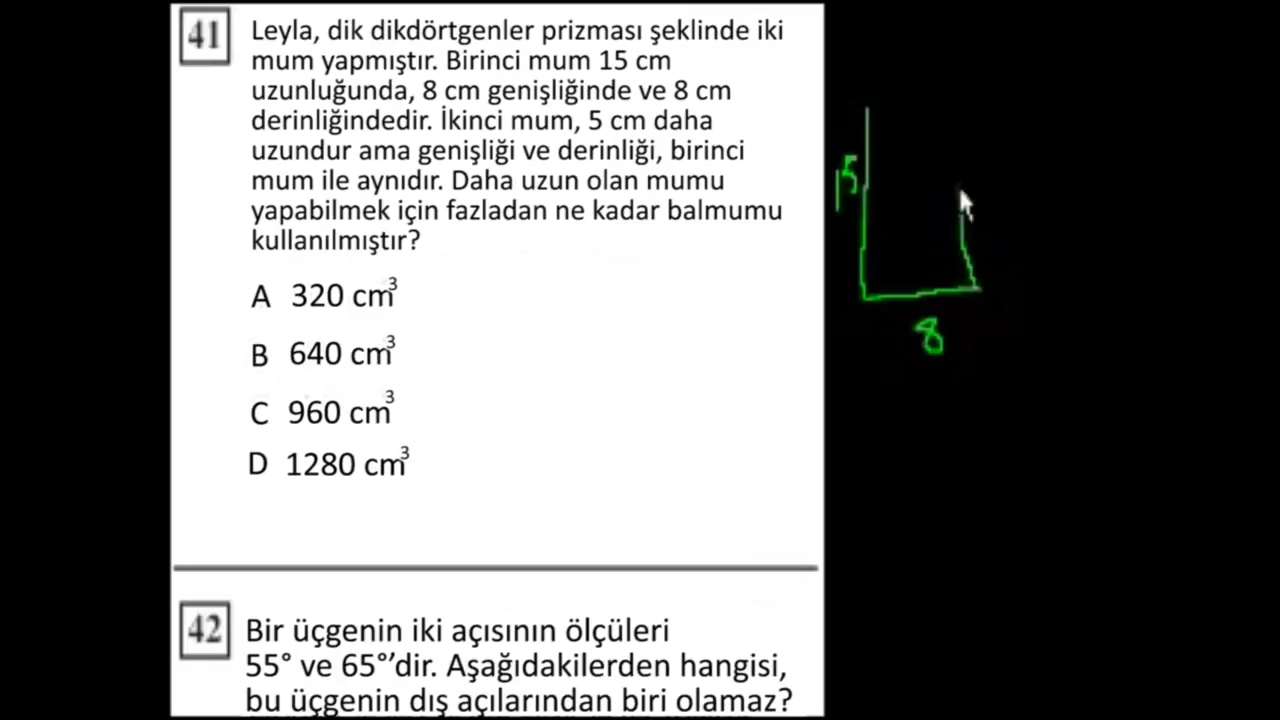 41
Leyla, dik dikdörtgenler prizması şeklinde iki
mum yapmıştır. Birinci mum 15 cm
uzunluğunda, 8 cm genişliğinde ve 8 cm
derinliğindedir. İkinci mum, 5 cm daha
uzundur ama genişliği ve derinliği, birinci
mum ile aynıdır. Daha uzun olan mumu
yapabilmek için fazladan ne kadar balmumu
kullanılmıştır?
A 320 cm³
B 640 cm³
C 960 cm³
D 1280 cm³
15
8
42
Bir üçgenin iki açısının ölçüleri
55° ve 65°’dir. Aşağıdakilerden hangisi,
bu üçgenin dış açılarından biri olamaz?